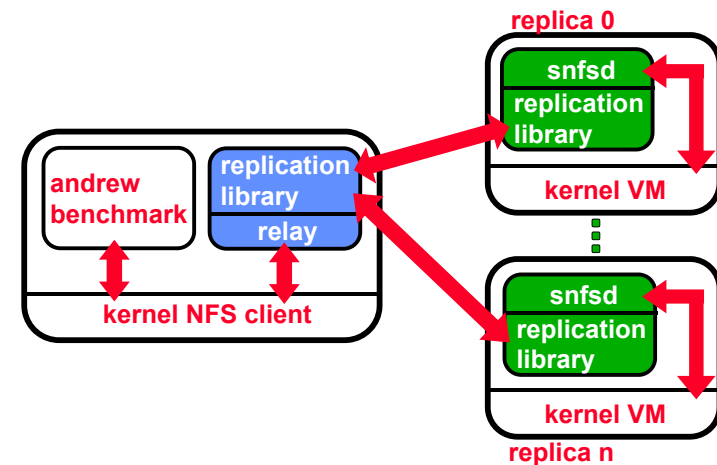 replica 0
snfsd
replication
library
kernel VM
andrew
benchmark
replication
library
relay
kernel NFS client
snfsd
replication
library
kernel VM
replica n